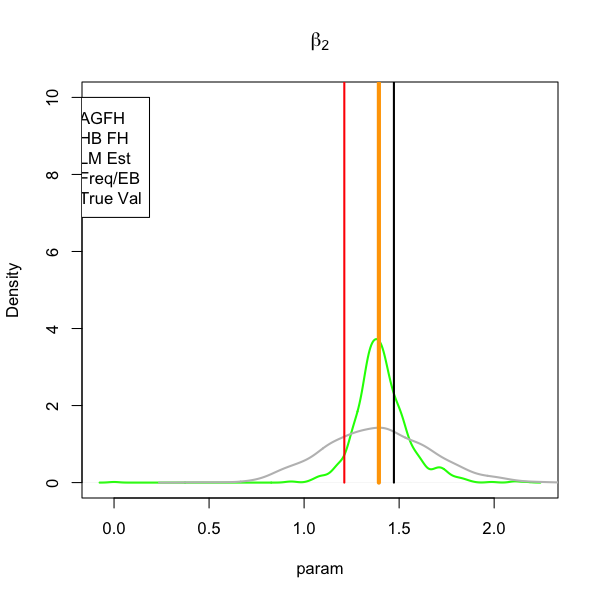 β2
10
8
6
4
2
0
Density
AGFH
HB FH
LM Est
Freq/EB
True Val
0.0 0.5 1.0 1.5 2.0
param